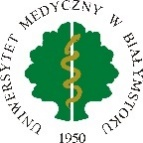 UNIWERSYTET MEDYCZNY W BIAŁYMSTOKU
1950